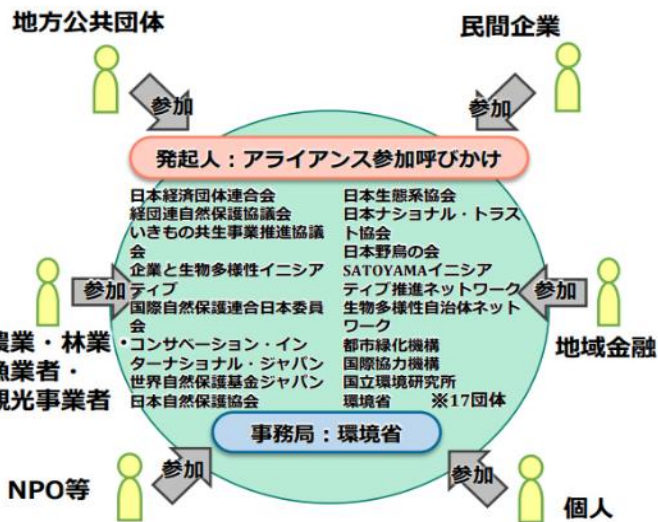 地方公共団体
民間企業
参加
参加
発起人:アライアンス参加呼びかけ
日本経済団体連合会
経団連自然保護協議会
いきもの共生事業推進協議
会
企業と生物多様性イニシア
ティブ
国際自然保護連合日本委員
会
コンサベーション・イン
ターナショナル・ジャパン
世界自然保護基金ジャパン
日本自然保護協会
日本生態系協会
日本ナショナル・トラス
ト協会
日本野鳥の会
SATOYAMAイニシア
ティブ推進ネットワーク
生物多様性自治体ネット
ワーク
都市緑化機構
国際協力機構
国立環境研究所
環境省 ※17団体
参加
農業・林業・
漁業者・
観光事業者
参加
地域金融
事務局:環境省
参加
NPO等
参加
個人